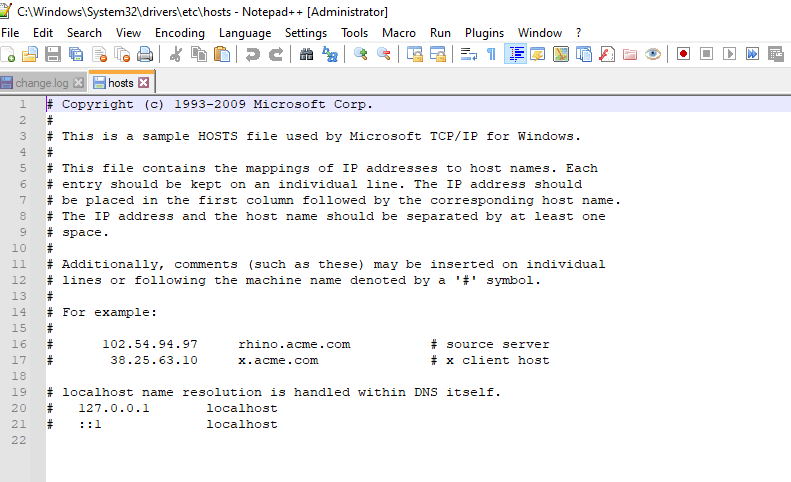 C:\Windows\System32\drivers\etc\hosts - Notepad++ [Administrator]
File Edit Search View Encoding Language Settings Tools Macro Run Plugins Window ?
change.log hosts
1 # Copyright (c) 1993-2009 Microsoft Corp.
2 #
3 # This is a sample HOSTS file used by Microsoft TCP/IP for Windows.
4 #
5 # This file contains the mappings of IP addresses to host names. Each
6 # entry should be kept on an individual line. The IP address should
7 # be placed in the first column followed by the corresponding host name.
8 # The IP address and the host name should be separated by at least one
9 # space.
10 #
11 # Additionally, comments (such as these) may be inserted on individual
12 # lines or following the machine name denoted by a '#' symbol.
13 #
14 # For example:
15 #
16 #      102.54.94.97     rhino.acme.com          # source server
17 #       38.25.63.10     x.acme.com              # x client host
18
19 # localhost name resolution is handled within DNS itself.
20 #   127.0.0.1       localhost
21 #   ::1             localhost
22